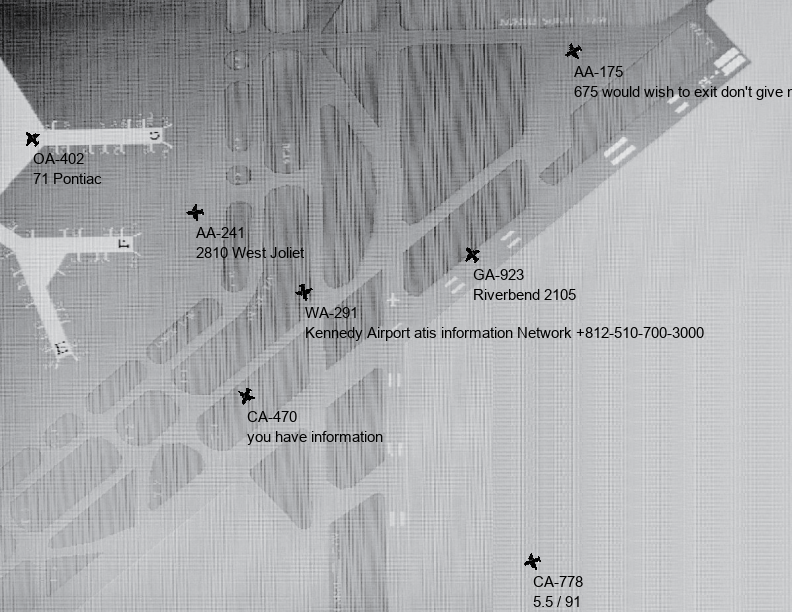 AA-175
675 would wish to exit don't give
OA-402
71 Pontiac
AA-241
2810 West Joliet
GA-923
Riverbend 2105
WA-291
Kennedy Airport atis information Network +812-510-700-3000
CA-470
you have information
CA-778
5.5 / 91